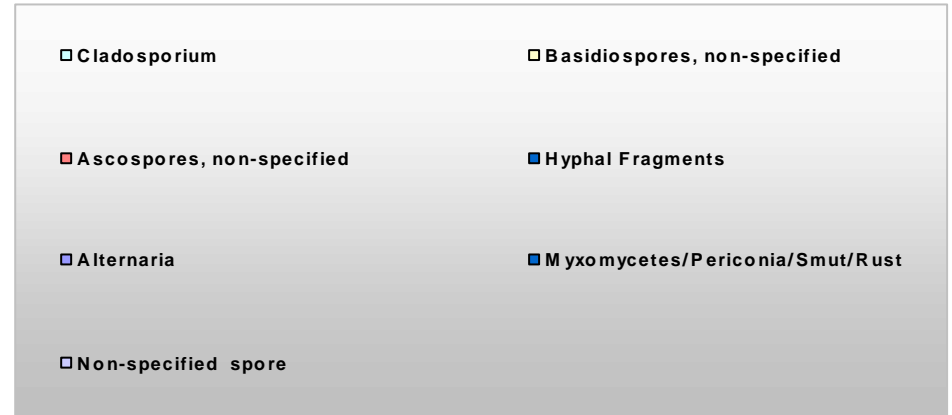 Cladosporium
Basidiospores, non-specified
Ascospores, non-specified
Hyphal Fragments
Alternaria
Myxomycetes/Periconia/Smut/Rust
Non-specified spore